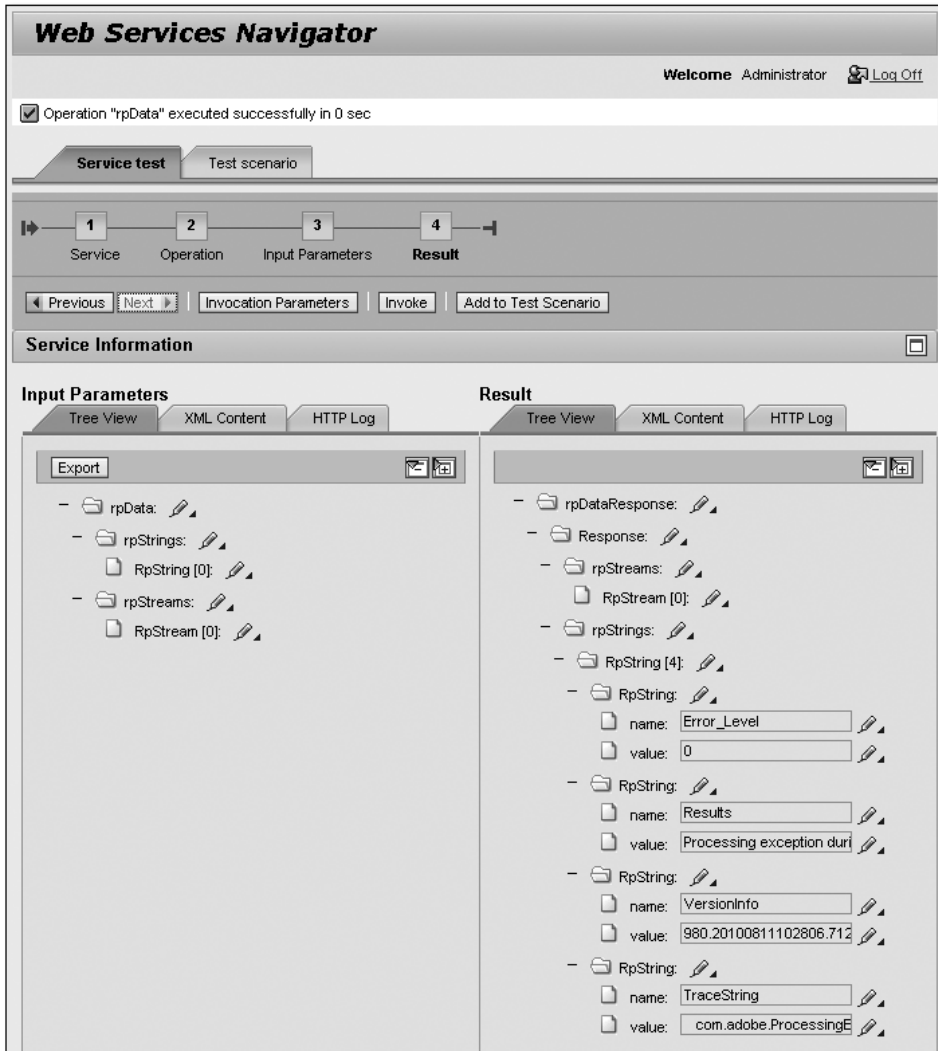 Web Services Navigator
Welcome Administrator Log Off
Operation "rpData" executed successfully in 0 sec
Service test Test scenario
1 2 3 4
Service Operation Input Parameters Result
Previous Next Invocation Parameters Invoke Add to Test Scenario
Service Information
Input Parameters
Tree View XML Content HTTP Log
Export
rpData:
rpStrings:
RpString [0]:
rpStreams:
RpStream [0]:
Result
Tree View XML Content HTTP Log
rpDataResponse:
Response:
rpStreams:
RpStream [0]:
rpStrings:
RpString [4]:
RpString:
name: Error_Level
value: 0
RpString:
name: Results
value: Processing exception duri
RpString:
name: VersionInfo
value: 980.20100811102806.712
RpString:
name: TraceString
value: com.adobe.ProcessingE